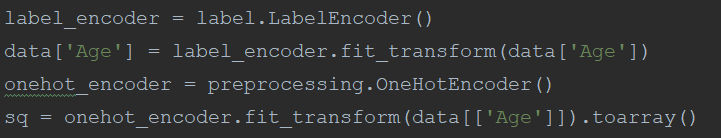 label_encoder = label.LabelEncoder()
data['Age'] = label_encoder.fit_transform(data['Age'])
onehot_encoder = preprocessing.OneHotEncoder()
sq = onehot_encoder.fit_transform(data[['Age']]).toarray()